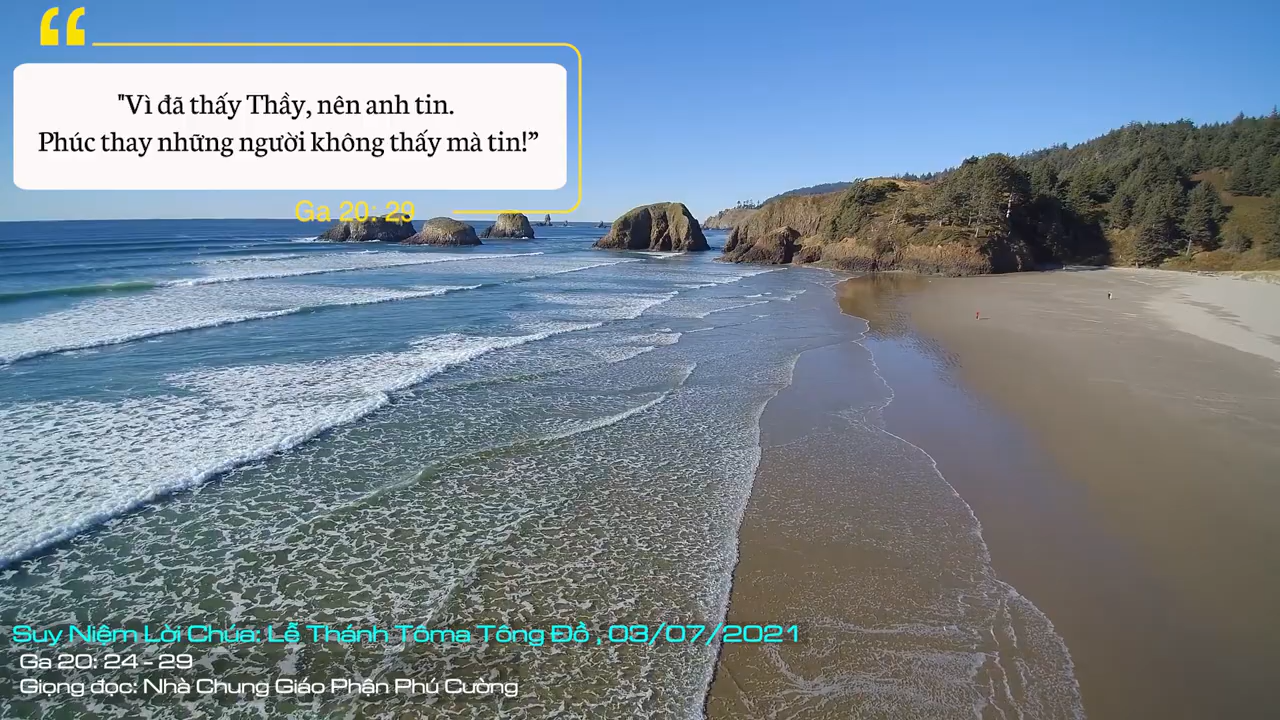 "Vì đã thấy Thầy, nên anh tin.
Phúc thay những người không thấy mà tin!”
Ga 20: 29
Suy Niệm Lời Chúa: Lễ Thánh Tôma Tông Đồ , 03/07/2021
Ga 20: 24 - 29
Giọng đọc: Nhà Chung Giáo Phận Phú Cường